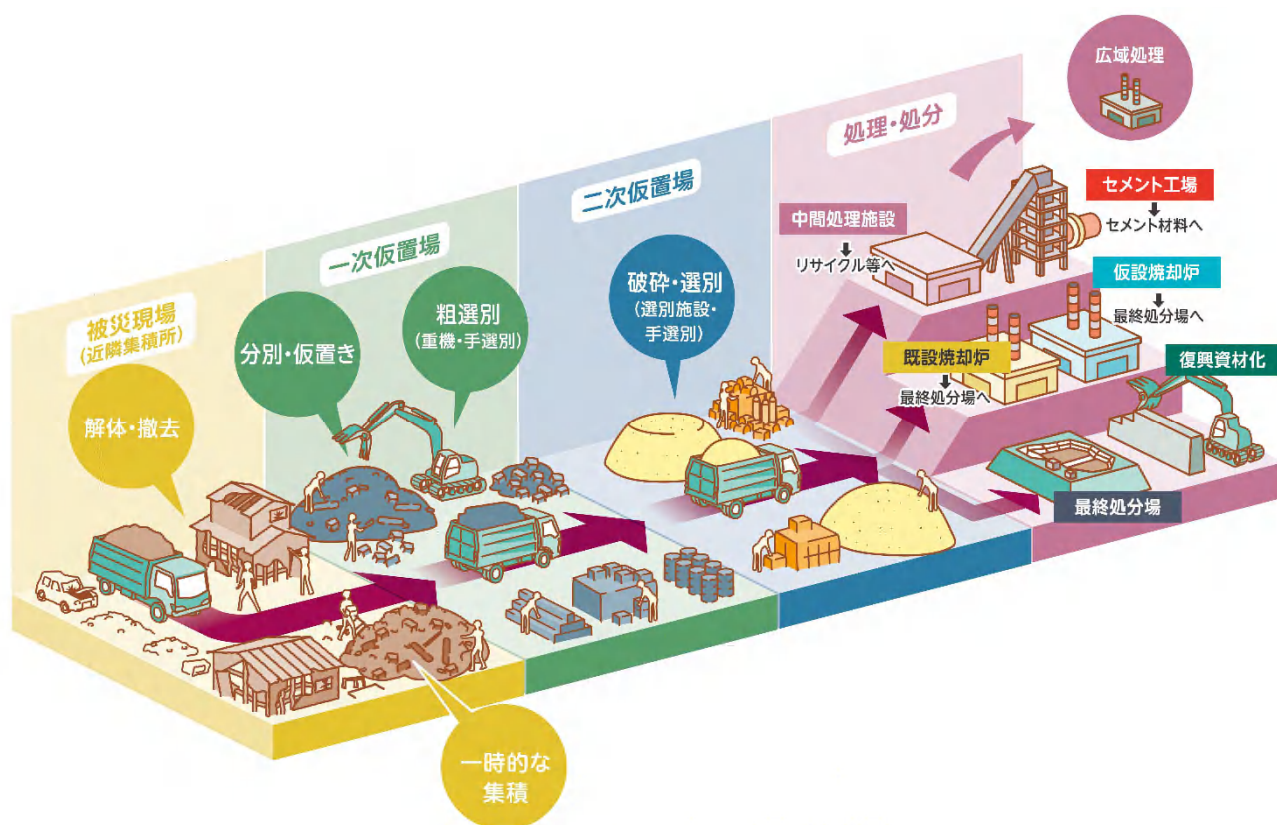 被災現場
(近隣集積所)
解体・撤去
一時的な
集積
一次仮置場
分別・仮置き
粗選別
(重機・手選別)
二次仮置場
破砕・選別
(選別施設・
手選別)
処理・処分
広域処理
中間処理施設
リサイクル等へ
セメント工場
セメント材料へ
仮設焼却炉
最終処分場へ
既設焼却炉
最終処分場へ
復興資材化
最終処分場